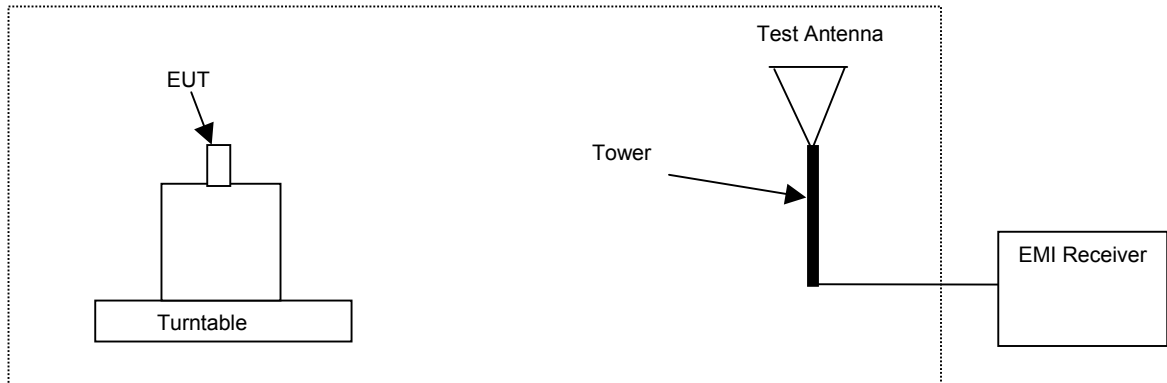 Test Antenna
EUT
Tower
EMI Receiver
Turntable